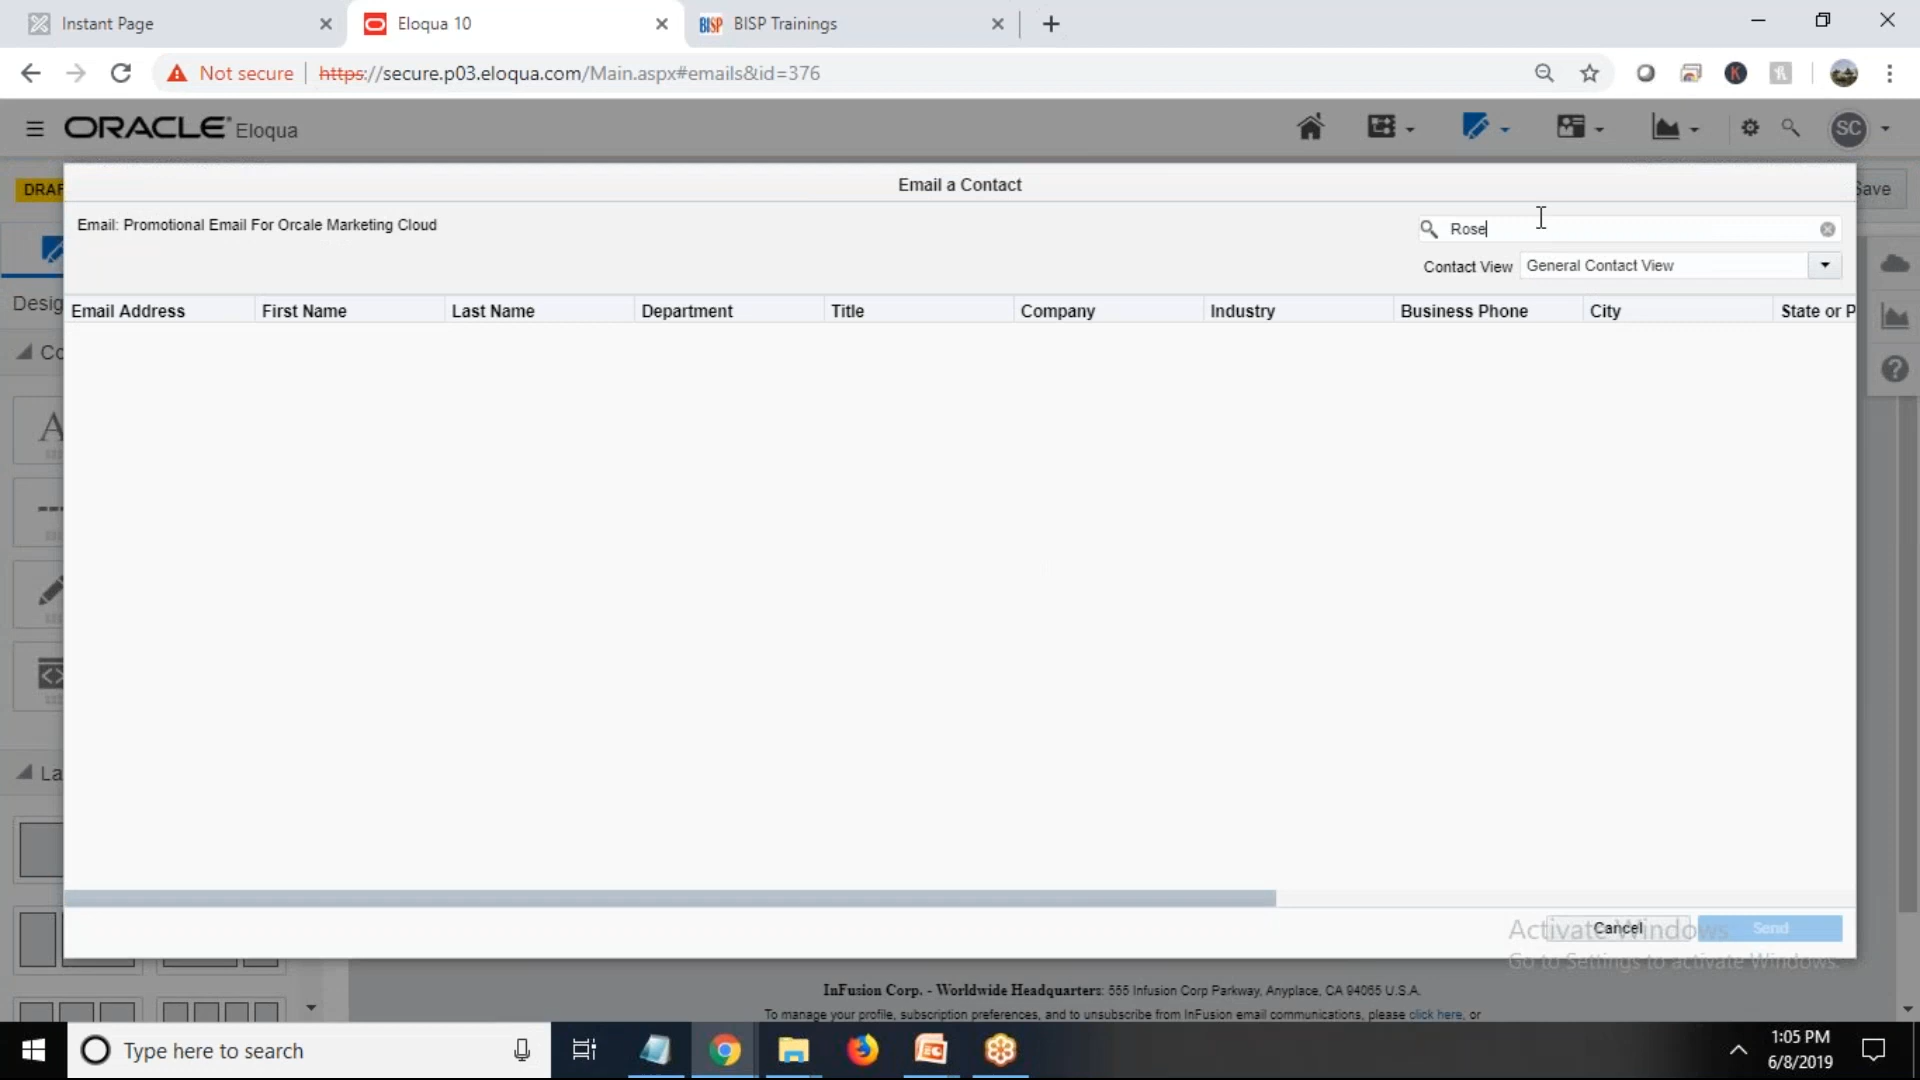 Instant Page
Eloqua 10
BISP BISP Trainings
Not secure https://secure.p03.eloqua.com/Main.aspx#emails&id=376
ORACLE Eloqua
SC
DRAF
Save
Email a Contact
Email: Promotional Email For Orcale Marketing Cloud
Rose
Contact View General Contact View
Desig
Email Address First Name Last Name Department Title Company Industry Business Phone City State or P
Co
La
Cancel Send
Activate Windows
Go to Settings to activate Windows.
InFusion Corp. - Worldwide Headquarters: 555 Infusion Corp Parkway, Anyplace, CA 94065 U.S.A.
To manage your profile, subscription preferences, and to unsubscribe from InFusion email communications, please click here, or
Type here to search
1:05 PM
6/8/2019